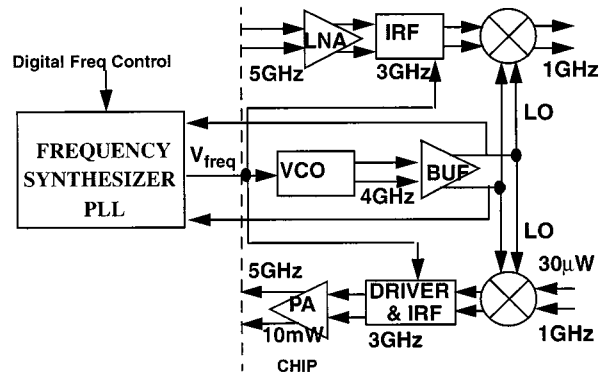 LNA
IRF
5GHz
3GHz
1GHz
Digital Freq Control
LO
FREQUENCY
SYNTHESIZER
PLL
Vfreq
VCO
4GHz
BUF
LO
5GHz
30μW
PA
DRIVER
& IRF
10mW
3GHz
1GHz
CHIP